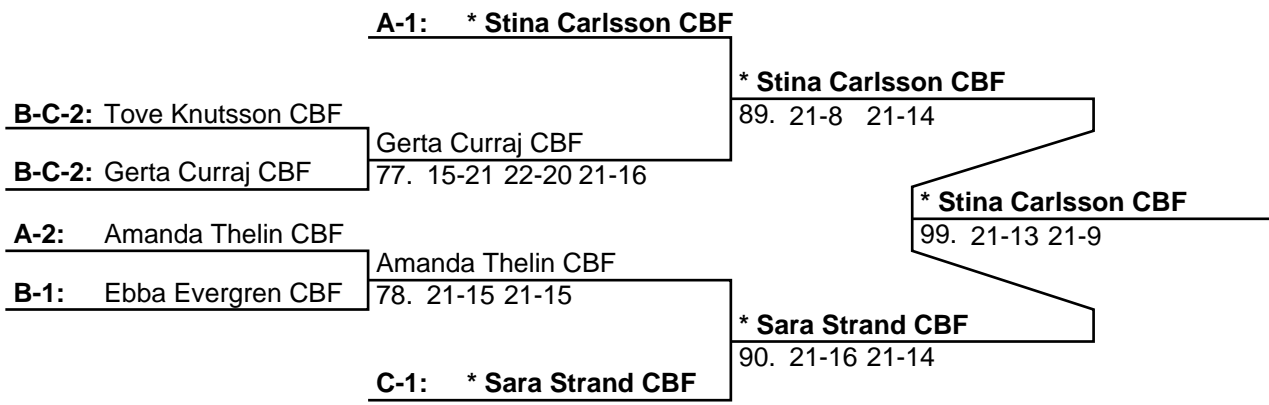 A-1: * Stina Carlsson CBF
* Stina Carlsson CBF
89. 21-8 21-14
B-C-2: Tove Knutsson CBF
Gerta Curraj CBF
77. 15-21 22-20 21-16
B-C-2: Gerta Curraj CBF
* Stina Carlsson CBF
99. 21-13 21-9
A-2: Amanda Thelin CBF
Amanda Thelin CBF
78. 21-15 21-15
B-1: Ebba Evergren CBF
* Sara Strand CBF
90. 21-16 21-14
C-1: * Sara Strand CBF